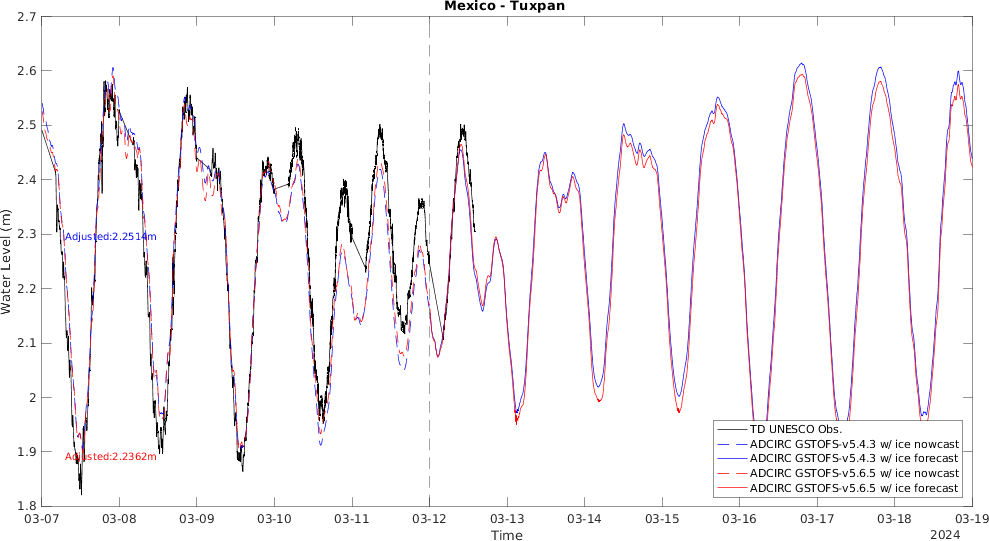 Mexico - Tuxpan
Water Level (m)
2.7
2.6
2.5
2.4
2.3
2.2
2.1
2
1.9
1.8
Adjusted:2.2514m
Adjusted:2.2362m
TD UNESCO Obs.
ADCIRC GSTOFS-v5.4.3 w/ ice nowcast
ADCIRC GSTOFS-v5.4.3 w/ ice forecast
ADCIRC GSTOFS-v5.6.5 w/ ice nowcast
ADCIRC GSTOFS-v5.6.5 w/ ice forecast
03-07 03-08 03-09 03-10 03-11 03-12 03-13 03-14 03-15 03-16 03-17 03-18 03-19
Time
2024